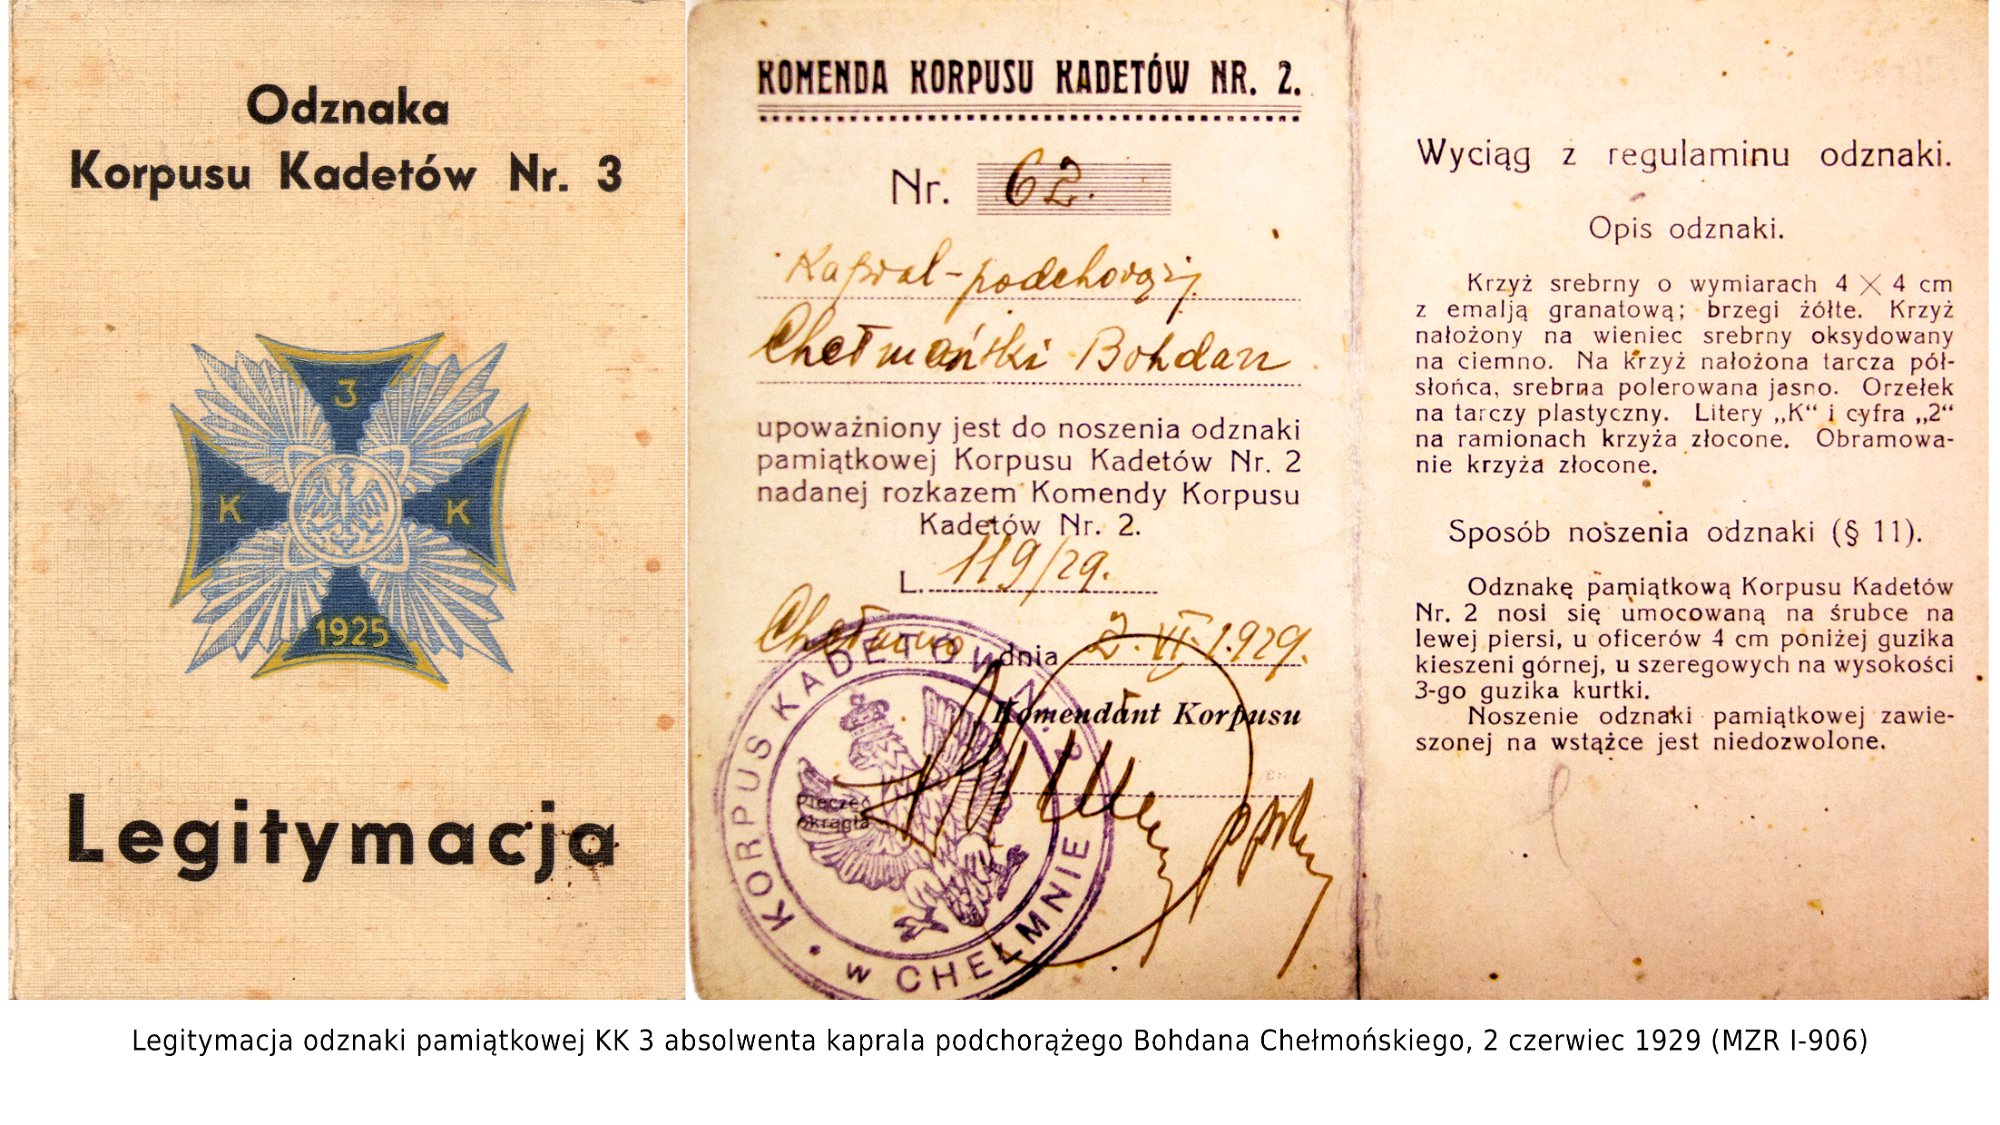 Odznaka
Korpusu Kadetów Nr. 3
3
K K
1925
Legitymacja
KOMENDA KORPUSU KADETÓW NR. 2.
Nr. 62.
Kapral-podchorąży
Chełmoński Bohdan
upoważniony jest do noszenia odznaki
pamiątkowej Korpusu Kadetów Nr. 2
nadanej rozkazem Komendy Korpusu
Kadetów Nr. 2.
L. 119/29.
Chełmno dnia 2. VI. 1929.
Komendant Korpusu
Pieczęć
okrągła
KORPUS KADETÓW Nr. 2
w CHEŁMNIE
Wyciąg z regulaminu odznaki.
Opis odznaki.
Krzyż srebrny o wymiarach 4 × 4 cm
z emalją granatową; brzegi żółte. Krzyż
nałożony na wieniec srebrny oksydowany
na ciemno. Na krzyż nałożona tarcza pół-
słońca, srebrna polerowana jasno. Orzełek
na tarczy plastyczny. Litery „K“ i cyfra „2“
na ramionach krzyża złocone. Obramowa-
nie krzyża złocone.
Sposób noszenia odznaki (§ 11).
Odznakę pamiątkową Korpusu Kadetów
Nr. 2 nosi się umocowaną na śrubce na
lewej piersi, u oficerów 4 cm poniżej guzika
kieszeni górnej, u szeregowych na wysokości
3-go guzika kurtki.
Noszenie odznaki pamiątkowej zawie-
szonej na wstążce jest niedozwolone.
Legitymacja odznaki pamiątkowej KK 3 absolwenta kaprala podchorążego Bohdana Chełmońskiego, 2 czerwiec 1929 (MZR I-906)